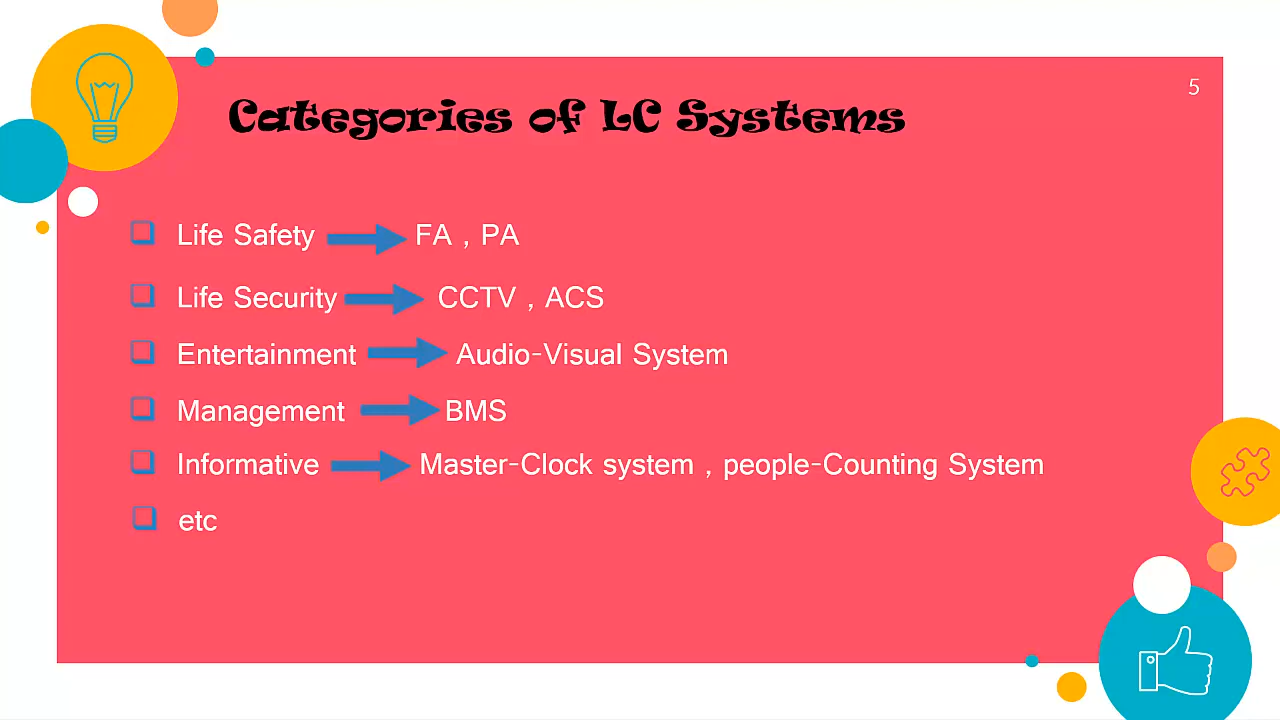 5
Categories of LC Systems
Life Safety FA , PA
Life Security CCTV , ACS
Entertainment Audio-Visual System
Management BMS
Informative Master-Clock system , people-Counting System
etc